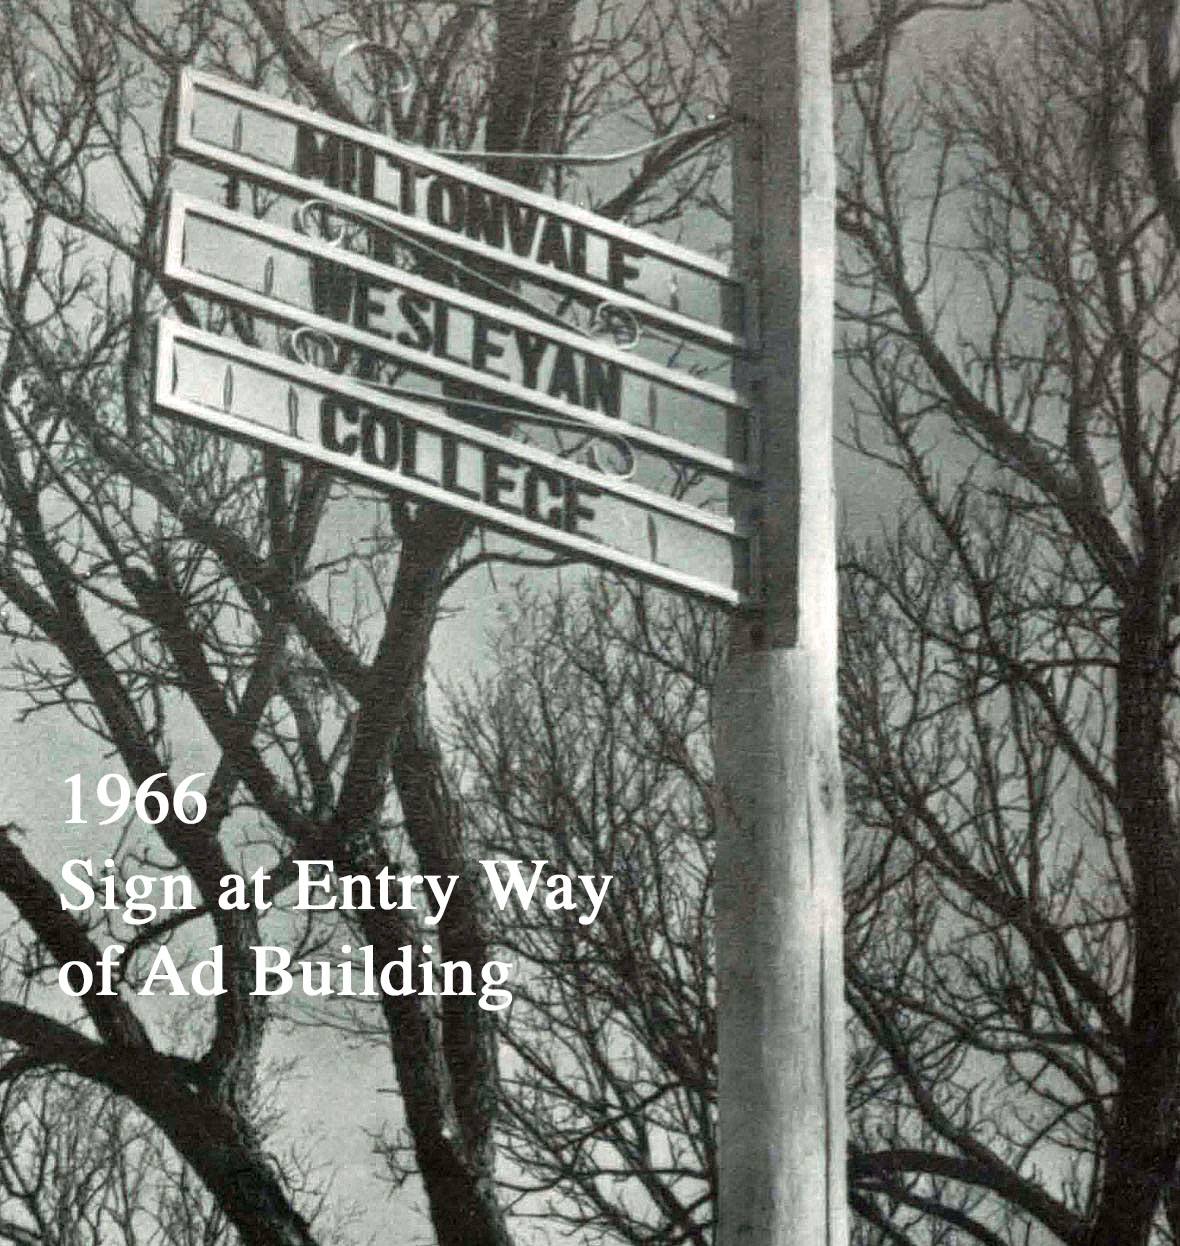 MILTONVALE
WESLEYAN
COLLEGE
1966
Sign at Entry Way
of Ad Building